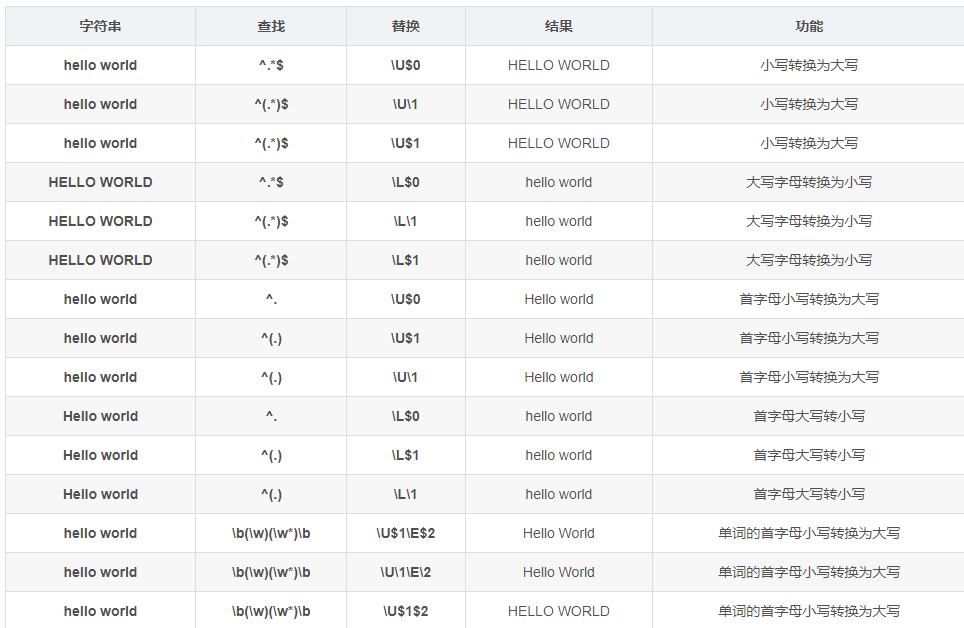 字符串 查找 替换 结果 功能
hello world ^.*$ \U$0 HELLO WORLD 小写转换为大写
hello world ^(.*)$ \U\1 HELLO WORLD 小写转换为大写
hello world ^(.*)$ \U$1 HELLO WORLD 小写转换为大写
HELLO WORLD ^.*$ \L$0 hello world 大写字母转换为小写
HELLO WORLD ^(.*)$ \L\1 hello world 大写字母转换为小写
HELLO WORLD ^(.*)$ \L$1 hello world 大写字母转换为小写
hello world ^. \U$0 Hello world 首字母小写转换为大写
hello world ^(.) \U$1 Hello world 首字母小写转换为大写
hello world ^(.) \U\1 Hello world 首字母小写转换为大写
Hello world ^. \L$0 hello world 首字母大写转小写
Hello world ^(.) \L$1 hello world 首字母大写转小写
Hello world ^(.) \L\1 hello world 首字母大写转小写
hello world \b(\w)(\w*)\b \U$1\E$2 Hello World 单词的首字母小写转换为大写
hello world \b(\w)(\w*)\b \U\1\E\2 Hello World 单词的首字母小写转换为大写
hello world \b(\w)(\w*)\b \U$1$2 HELLO WORLD 单词的首字母小写转换为大写